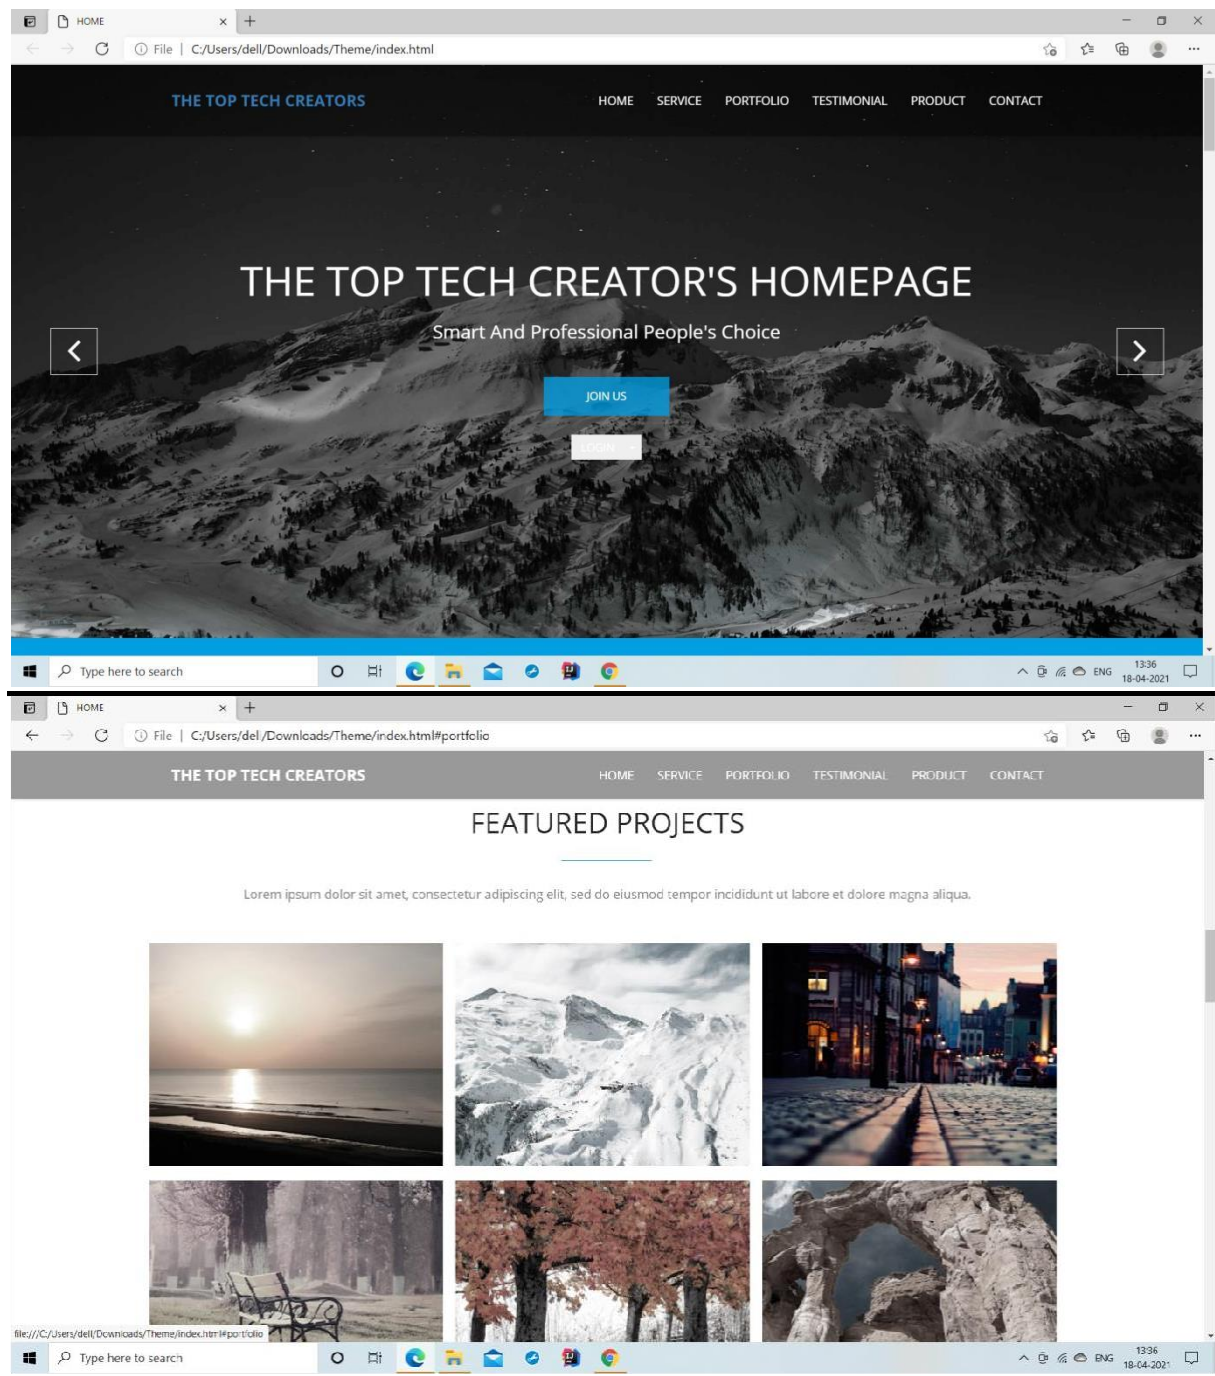 HOME
File | C:/Users/dell/Downloads/Theme/index.html
THE TOP TECH CREATORS HOME SERVICE PORTFOLIO TESTIMONIAL PRODUCT CONTACT
THE TOP TECH CREATOR'S HOMEPAGE
Smart And Professional People's Choice
JOIN US
LOGIN
Type here to search ENG 13:36
18-04-2021
HOME
File | C:/Users/dell/Downloads/Theme/index.html#portfolio
THE TOP TECH CREATORS HOME SERVICE PORTFOLIO TESTIMONIAL PRODUCT CONTACT
FEATURED PROJECTS
Lorem ipsum dolor sit amet, consectetur adipiscing elit, sed do eiusmod tempor incididunt ut labore et dolore magna aliqua.
file:///C:/Users/dell/Downloads/Theme/index.html#portfolio
Type here to search ENG 13:36
18-04-2021